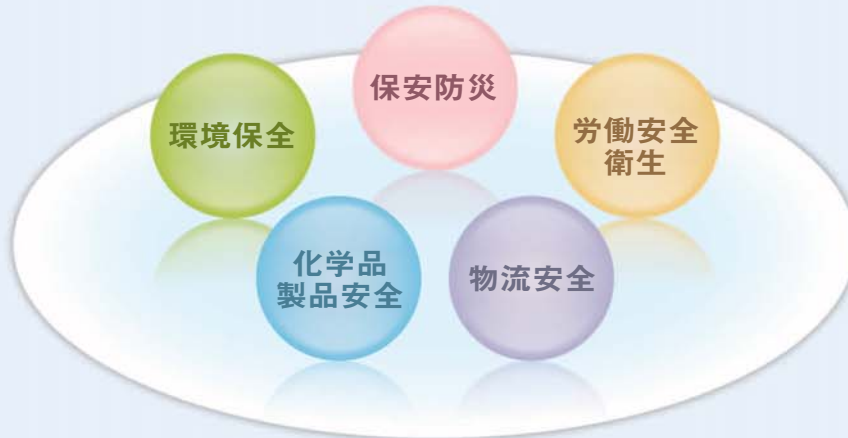 保安防災
環境保全
労働安全
衛生
化学品
製品安全
物流安全